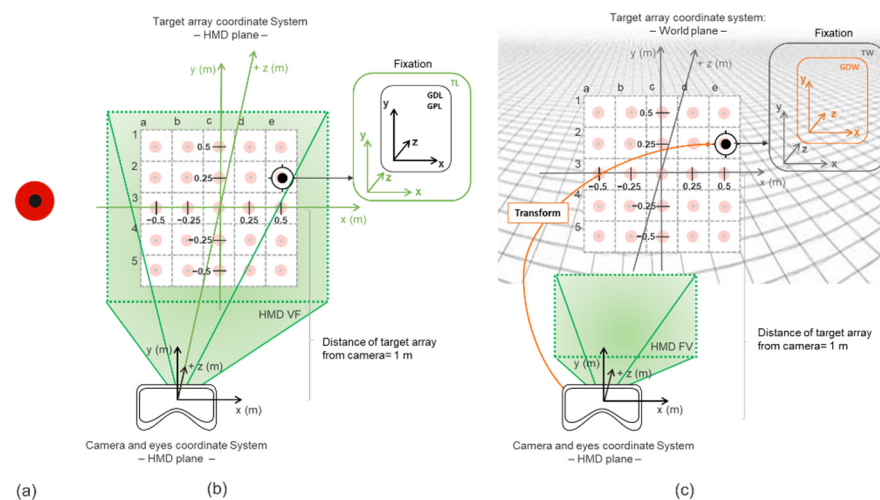 Target array coordinate System
– HMD plane –
y (m)
+ z (m)
Fixation
TL
GDL
GPL
y
z
x
y
z
x
a
b
c
d
e
1
2
3
4
5
0.5
0.25
−0.5
−0.25
0.25
0.5
−0.25
−0.5
x (m)
HMD VF
Distance of target array
from camera= 1 m
y (m)
+ z (m)
x (m)
Camera and eyes coordinate System
– HMD plane –
(a)
(b)
Target array coordinate system:
– World plane –
y (m)
+ z (m)
Fixation
TW
GDW
y
z
x
y
z
x
a
b
c
d
e
1
2
3
4
5
0.5
0.25
−0.5
−0.25
0.25
0.5
−0.25
−0.5
x (m)
Transform
HMD FV
Distance of target array
from camera= 1 m
y (m)
+ z (m)
x (m)
Camera and eyes coordinate System
– HMD plane –
(c)